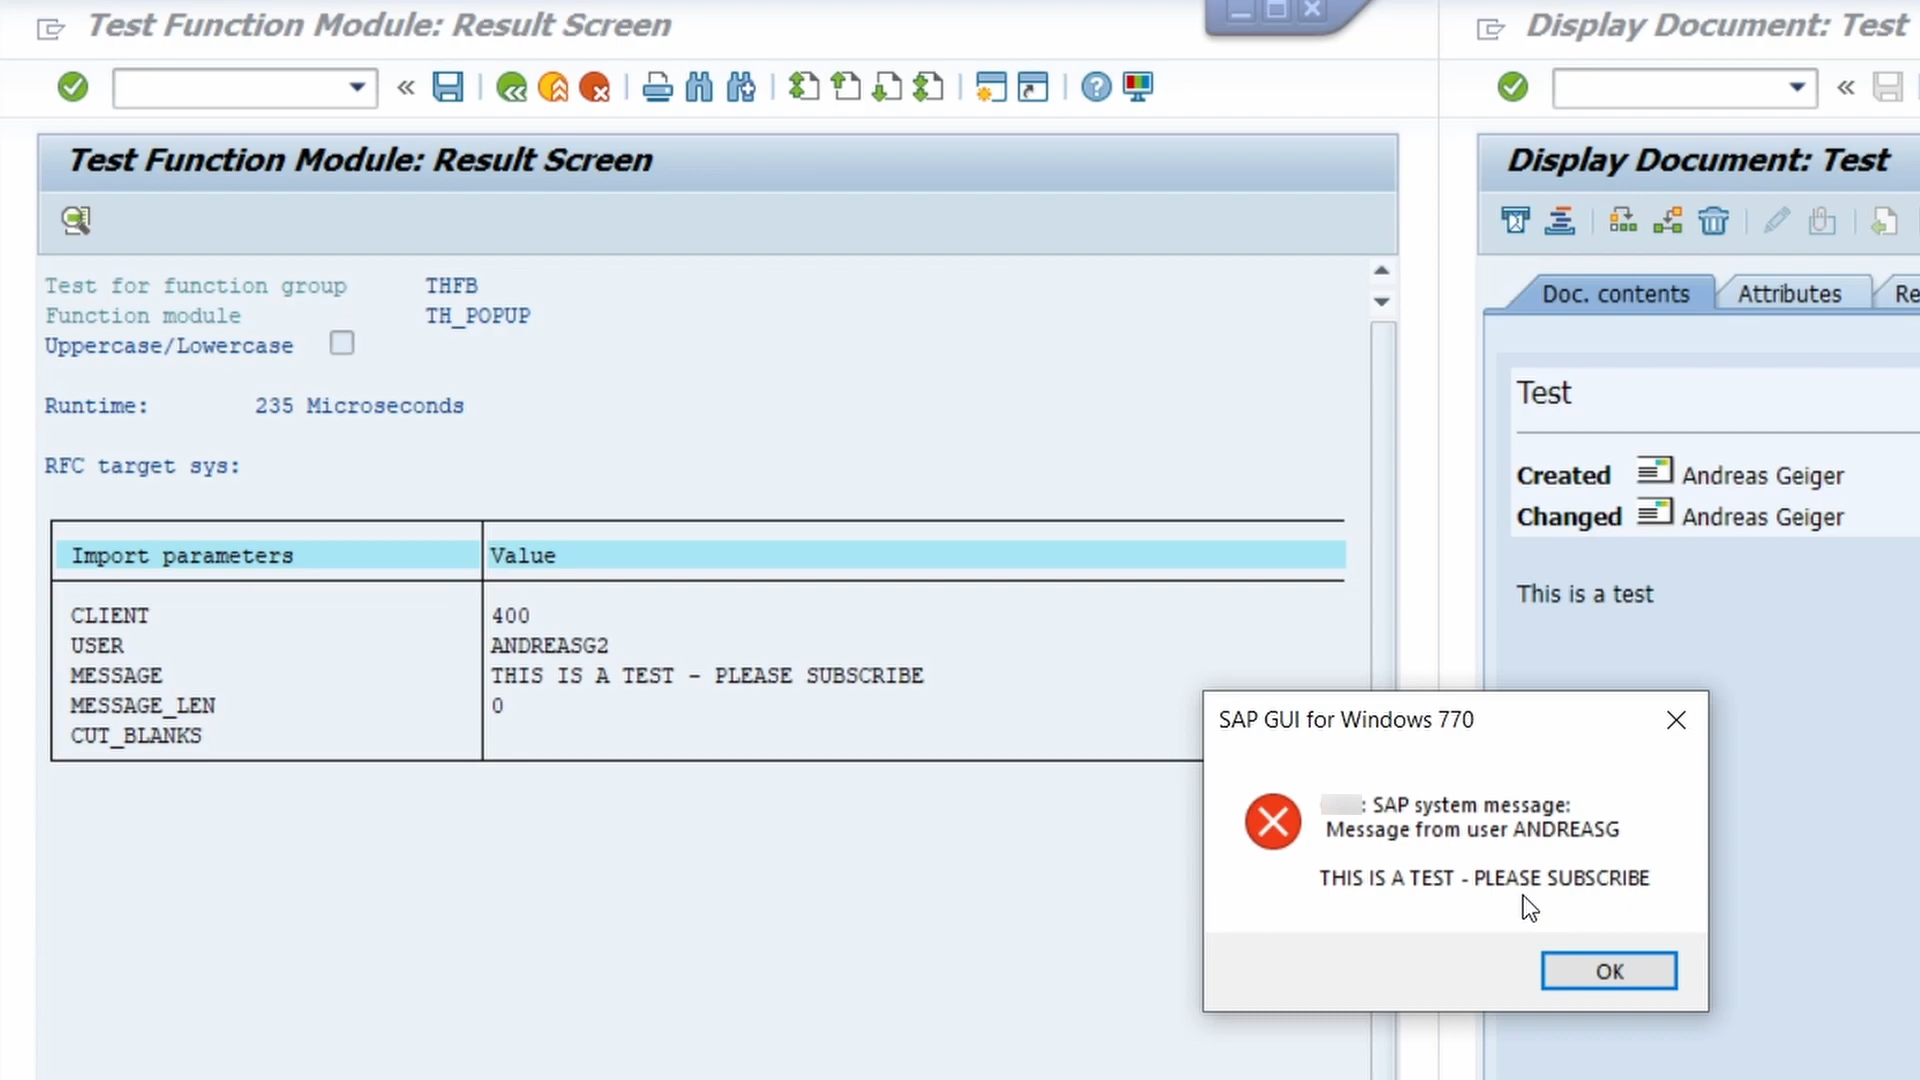 Test Function Module: Result Screen
Test Function Module: Result Screen
Test for function group THFB
Function module TH_POPUP
Uppercase/Lowercase
Runtime: 235 Microseconds
RFC target sys:
Import parameters Value
CLIENT 400
USER ANDREASG2
MESSAGE THIS IS A TEST - PLEASE SUBSCRIBE
MESSAGE_LEN 0
CUT_BLANKS
Display Document: Test
Display Document: Test
Doc. contents Attributes Re
Test
Created Andreas Geiger
Changed Andreas Geiger
This is a test
SAP GUI for Windows 770
: SAP system message:
Message from user ANDREASG
THIS IS A TEST - PLEASE SUBSCRIBE
OK